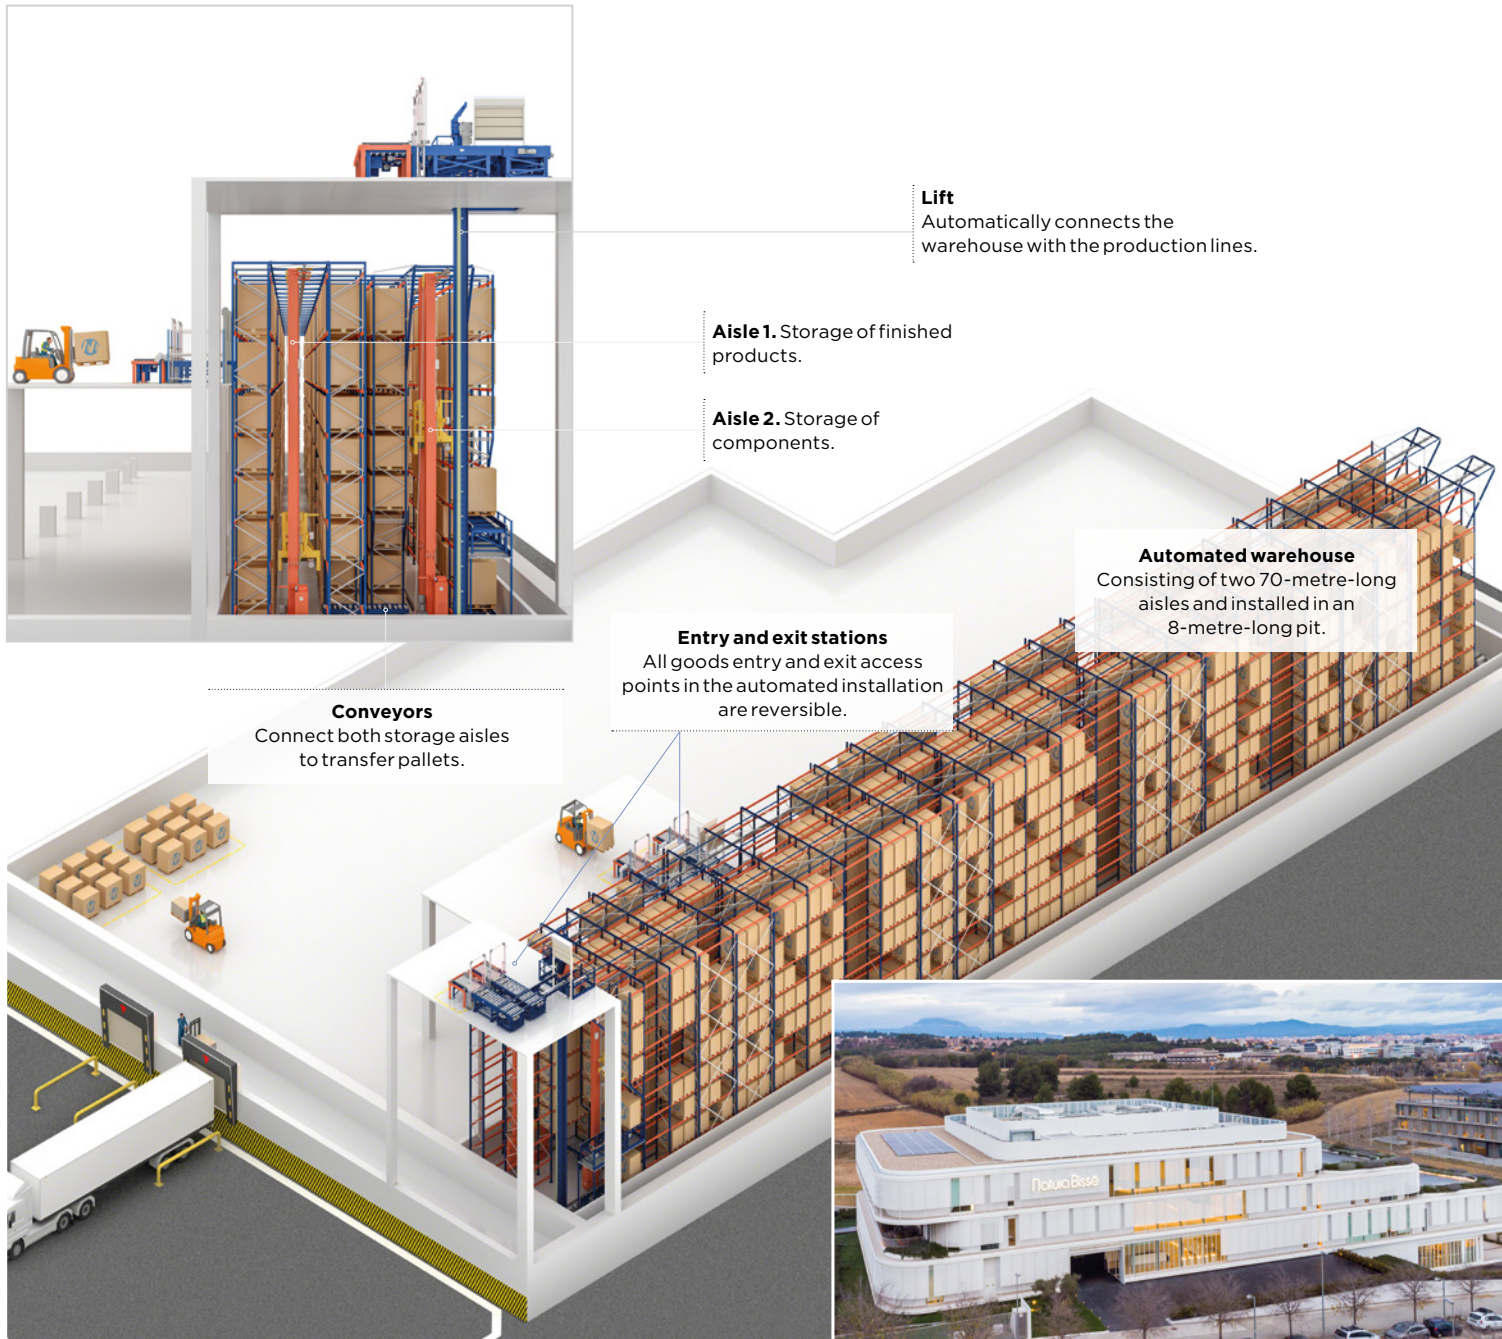 Lift
Automatically connects the
warehouse with the production lines.
Aisle 1. Storage of finished
products.
Aisle 2. Storage of
components.
Automated warehouse
Consisting of two 70-metre-long
aisles and installed in an
8-metre-long pit.
Entry and exit stations
All goods entry and exit access
points in the automated installation
are reversible.
Conveyors
Connect both storage aisles
to transfer pallets.
Natura Bissé